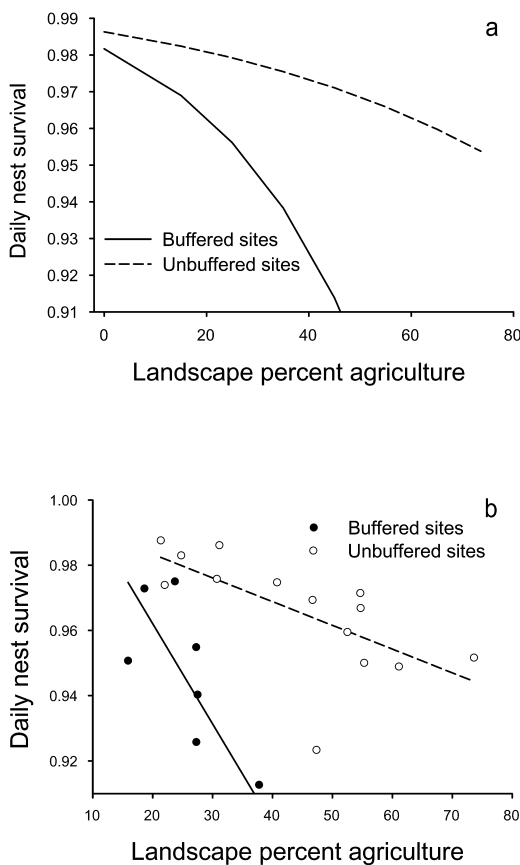 a
0.99
0.98
0.97
0.96
0.95
0.94
0.93
0.92
0.91
Daily nest survival
Buffered sites
Unbuffered sites
0 20 40 60 80
Landscape percent agriculture
b
1.00
0.98
0.96
0.94
0.92
Daily nest survival
Buffered sites
Unbuffered sites
10 20 30 40 50 60 70 80
Landscape percent agriculture